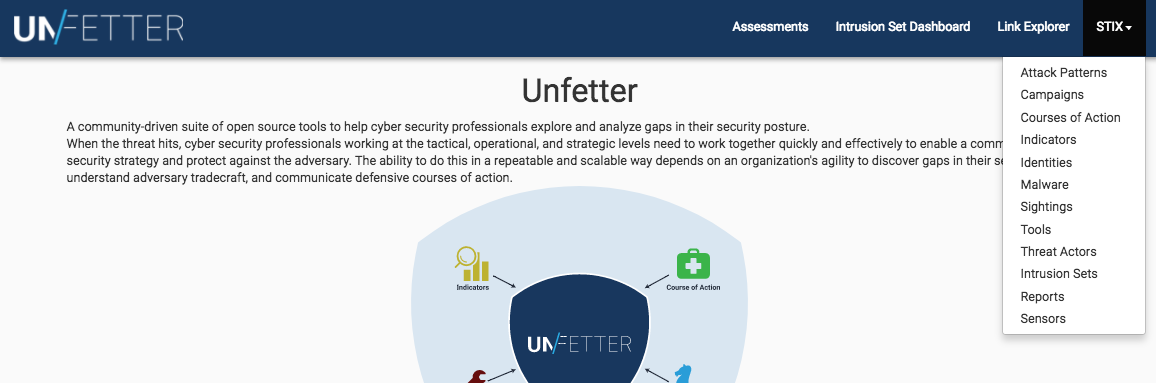 UNFETTER
Assessments
Intrusion Set Dashboard
Link Explorer
STIX
Attack Patterns
Campaigns
Courses of Action
Indicators
Identities
Malware
Sightings
Tools
Threat Actors
Intrusion Sets
Reports
Sensors
Unfetter
A community-driven suite of open source tools to help cyber security professionals explore and analyze gaps in their security posture.
When the threat hits, cyber security professionals working at the tactical, operational, and strategic levels need to work together quickly and effectively to enable a
security strategy and protect against the adversary. The ability to do this in a repeatable and scalable way depends on an organization's agility to discover gaps in their
understand adversary tradecraft, and communicate defensive courses of action.
Indicators
Course of Action
UNFETTER